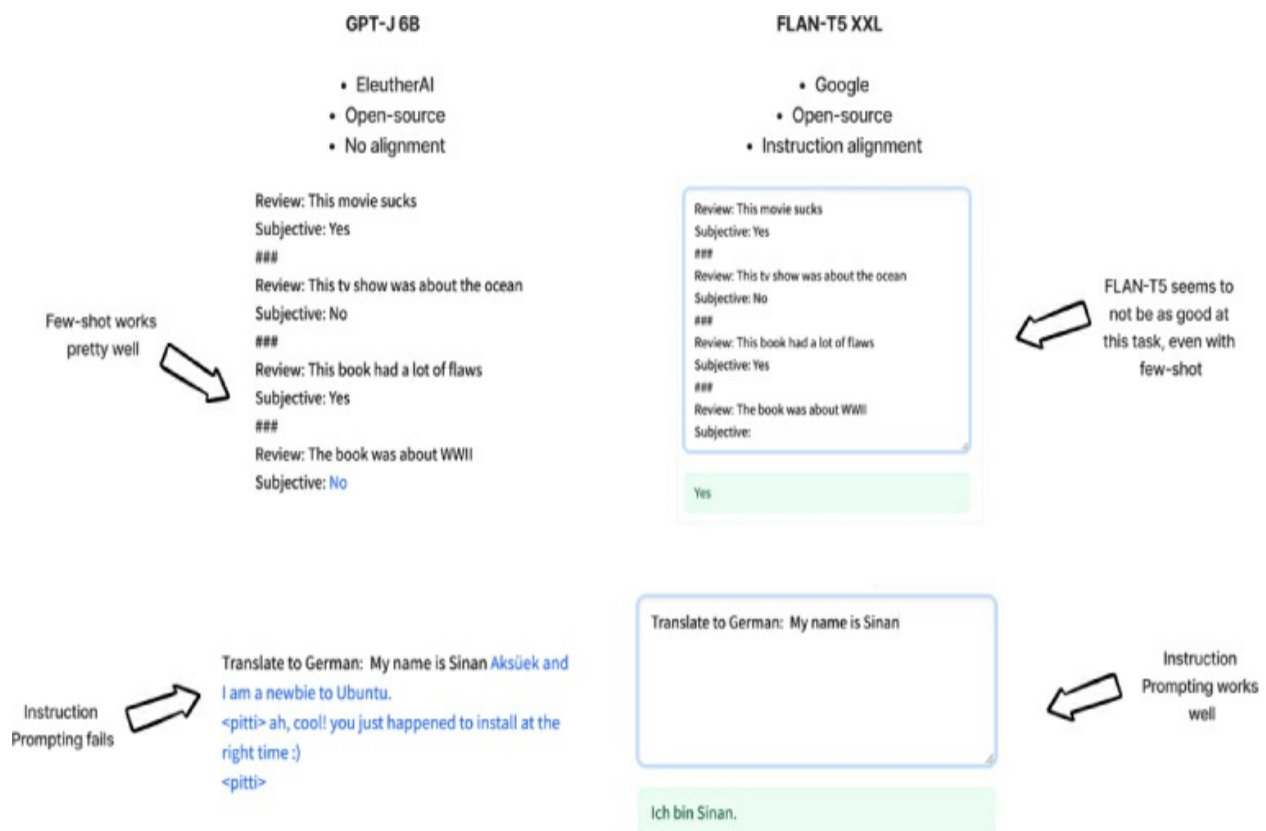 GPT-J 6B
• EleutherAI
• Open-source
• No alignment
Review: This movie sucks
Subjective: Yes
###
Review: This tv show was about the ocean
Subjective: No
###
Review: This book had a lot of flaws
Subjective: Yes
###
Review: The book was about WWII
Subjective: No
Few-shot works
pretty well
FLAN-T5 XXL
• Google
• Open-source
• Instruction alignment
Review: This movie sucks
Subjective: Yes
###
Review: This tv show was about the ocean
Subjective: No
###
Review: This book had a lot of flaws
Subjective: Yes
###
Review: The book was about WWII
Subjective:
Yes
FLAN-T5 seems to
not be as good at
this task, even with
few-shot
Instruction
Prompting fails
Translate to German: My name is Sinan Aksüek and
I am a newbie to Ubuntu.
<pitti> ah, cool! you just happened to install at the
right time :)
<pitti>
Translate to German: My name is Sinan
Ich bin Sinan.
Instruction
Prompting works
well